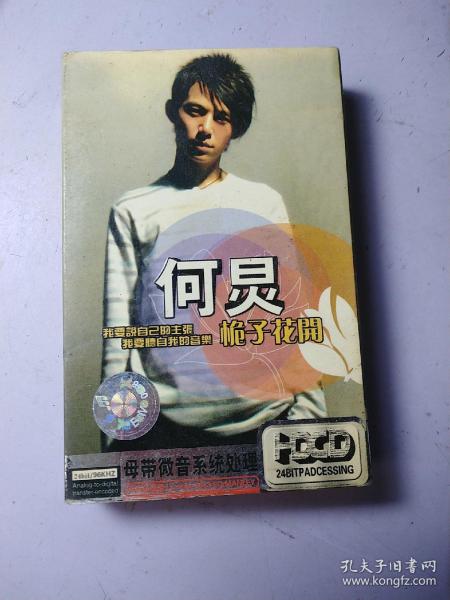 何炅
我要說自己的主張
我要聽自我的音樂
桅子花開
24bit/96KHZ
Analog-to-digital
transfer-encoded
母带微音系统处理
HDCD
24BITPADCESSING
孔夫子旧书网
www.kongfz.com